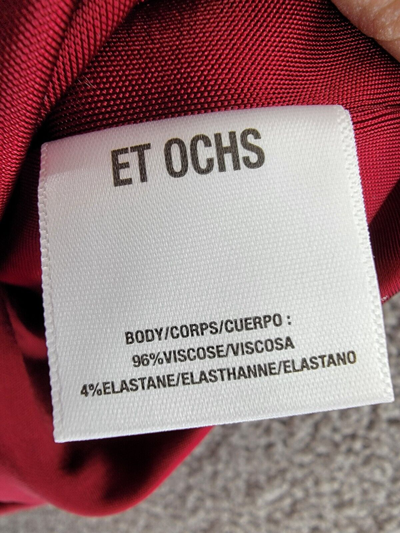 ET OCHS
BODY/CORPS/CUERPO :
96%VISCOSE/VISCOSA
4%ELASTANE/ELASTHANNE/ELASTANO